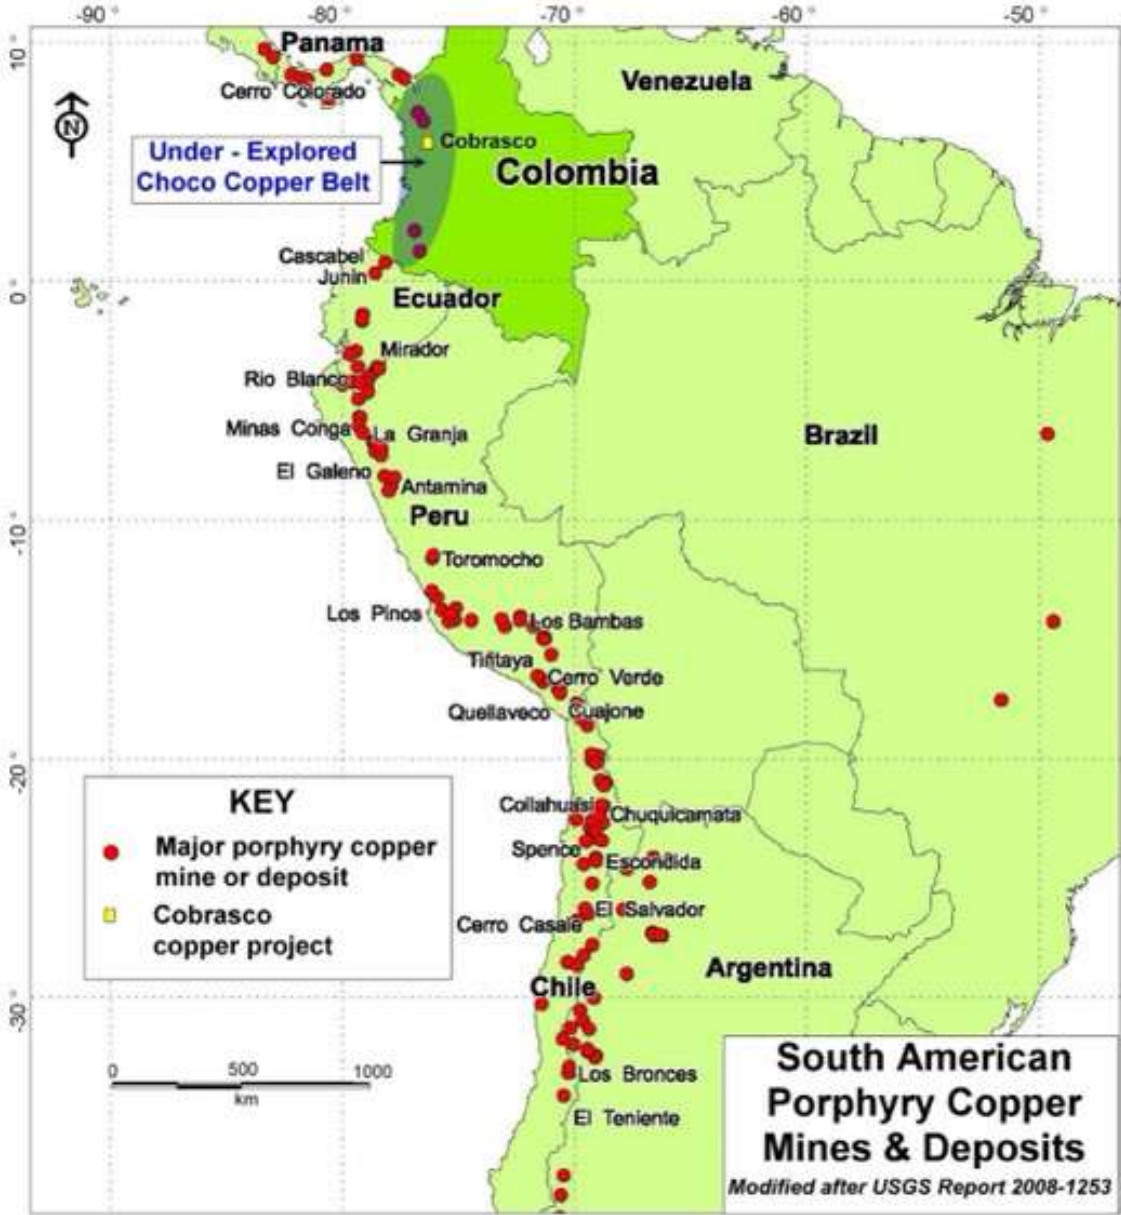 -90 °
-80 °
-70 °
-60 °
-50 °
10 °
0 °
-10 °
-20 °
-30 °
Panama
Cerro Colorado
Venezuela
N
Under - Explored
Choco Copper Belt
Cobrasco
Colombia
Cascabel
Junin
Ecuador
Mirador
Rio Blanco
Minas Conga
La Granja
El Galeno
Antamina
Brazil
Peru
Toromocho
Los Pinos
Los Bambas
Tintaya
Cerro Verde
Quellaveco
Cuajone
Collahuasi
Chuquicamata
Spence
Escondida
El Salvador
Cerro Casale
Argentina
Chile
Los Bronces
El Teniente
KEY
Major porphyry copper
mine or deposit
Cobrasco
copper project
0 500 1000
km
South American
Porphyry Copper
Mines & Deposits
Modified after USGS Report 2008-1253